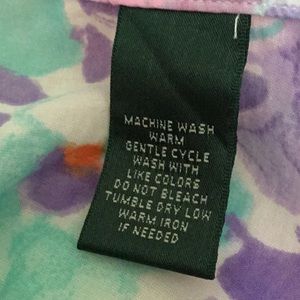 MACHINE WASH
WARM
GENTLE CYCLE
WASH WITH
LIKE COLORS
DO NOT BLEACH
TUMBLE DRY LOW
WARM IRON
IF NEEDED